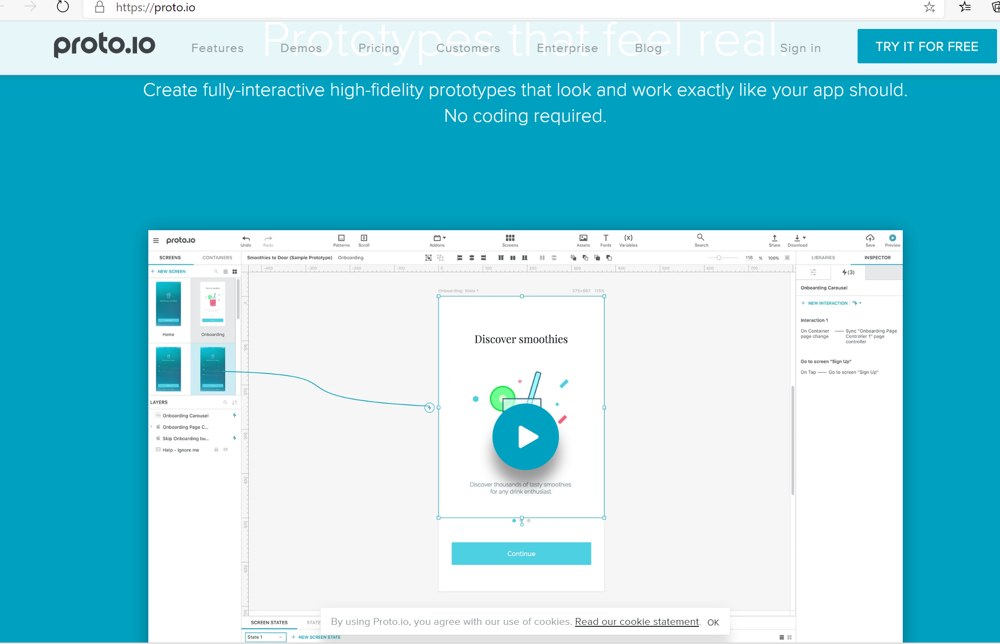 https://proto.io
Prototypes that feel real.
proto.io
Features
Demos
Pricing
Customers
Enterprise
Blog
Sign in
TRY IT FOR FREE
Create fully-interactive high-fidelity prototypes that look and work exactly like your app should.
No coding required.
proto.io
Undo
Redo
Patterns
Scroll
Addons
Screens
Assets
Fonts
Variables
Search
Share
Download
Save
Preview
SCREENS
CONTAINERS
Smoothies to Door (Sample Prototype)
Onboarding
116 %
100%
LIBRARIES
INSPECTOR
+ NEW SCREEN
-400 -300 -200 -100 0 100 200 300 400 500 600 700
(3)
Home
Onboarding
Onboarding: State 1
375×667 115%
Onboarding Carousel
+ NEW INTERACTION
Interaction 1
On Container
page change
Sync "Onboarding Page
Controller 1" page
controller
Go to screen "Sign Up"
On Tap
Go to screen "Sign Up"
0
100
200
300
400
500
600
700
Discover smoothies
LAYERS
Onboarding Carousel
Onboarding Page C...
Skip Onboarding bu...
Help - Ignore me
Discover thousands of tasty smoothies
for any drink enthusiast.
Continue
SCREEN STATES
STATE
State 1
+ NEW SCREEN STATE
By using Proto.io, you agree with our use of cookies. Read our cookie statement.
OK